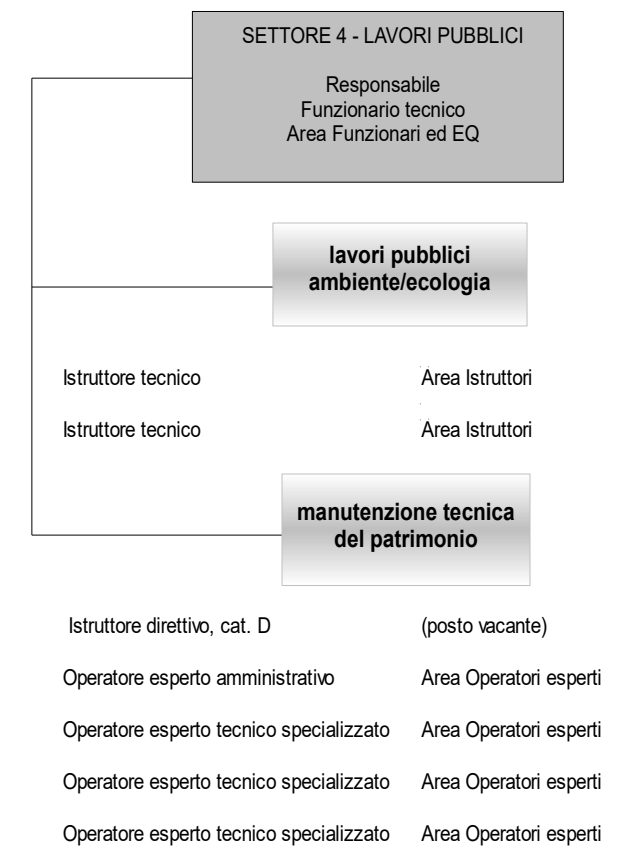 SETTORE 4 - LAVORI PUBBLICI
Responsabile
Funzionario tecnico
Area Funzionari ed EQ
lavori pubblici
ambiente/ecologia
Istruttore tecnico Area Istruttori
Istruttore tecnico Area Istruttori
manutenzione tecnica
del patrimonio
Istruttore direttivo, cat. D (posto vacante)
Operatore esperto amministrativo Area Operatori esperti
Operatore esperto tecnico specializzato Area Operatori esperti
Operatore esperto tecnico specializzato Area Operatori esperti
Operatore esperto tecnico specializzato Area Operatori esperti